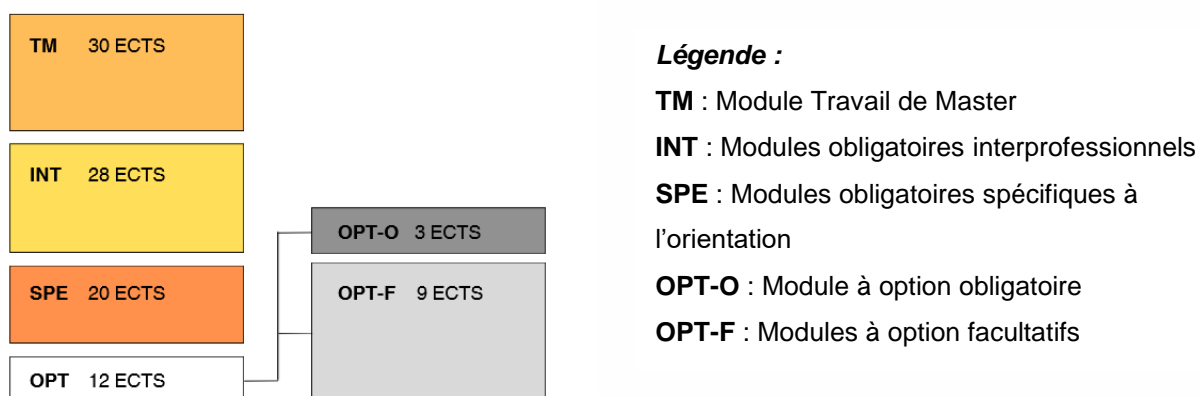 TM 30 ECTS
INT 28 ECTS
SPE 20 ECTS
OPT 12 ECTS
OPT-O 3 ECTS
OPT-F 9 ECTS
Légende :
TM : Module Travail de Master
INT : Modules obligatoires interprofessionnels
SPE : Modules obligatoires spécifiques à
l’orientation
OPT-O : Module à option obligatoire
OPT-F : Modules à option facultatifs